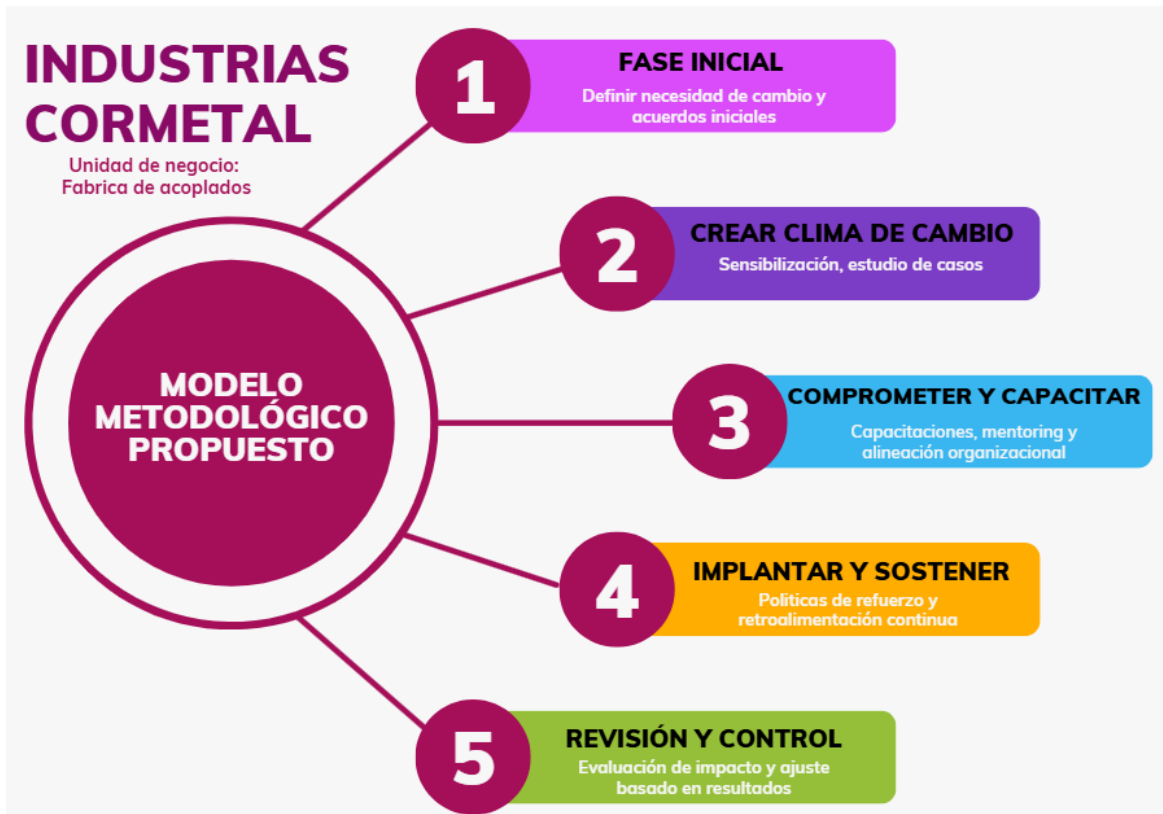 INDUSTRIAS
CORMETAL
Unidad de negocio:
Fabrica de acoplados
MODELO
METODOLÓGICO
PROPUESTO
1
FASE INICIAL
Definir necesidad de cambio y
acuerdos iniciales
2
CREAR CLIMA DE CAMBIO
Sensibilización, estudio de casos
3
COMPROMETER Y CAPACITAR
Capacitaciones, mentoring y
alineación organizacional
4
IMPLANTAR Y SOSTENER
Politicas de refuerzo y
retroalimentación continua
5
REVISIÓN Y CONTROL
Evaluación de impacto y ajuste
basado en resultados